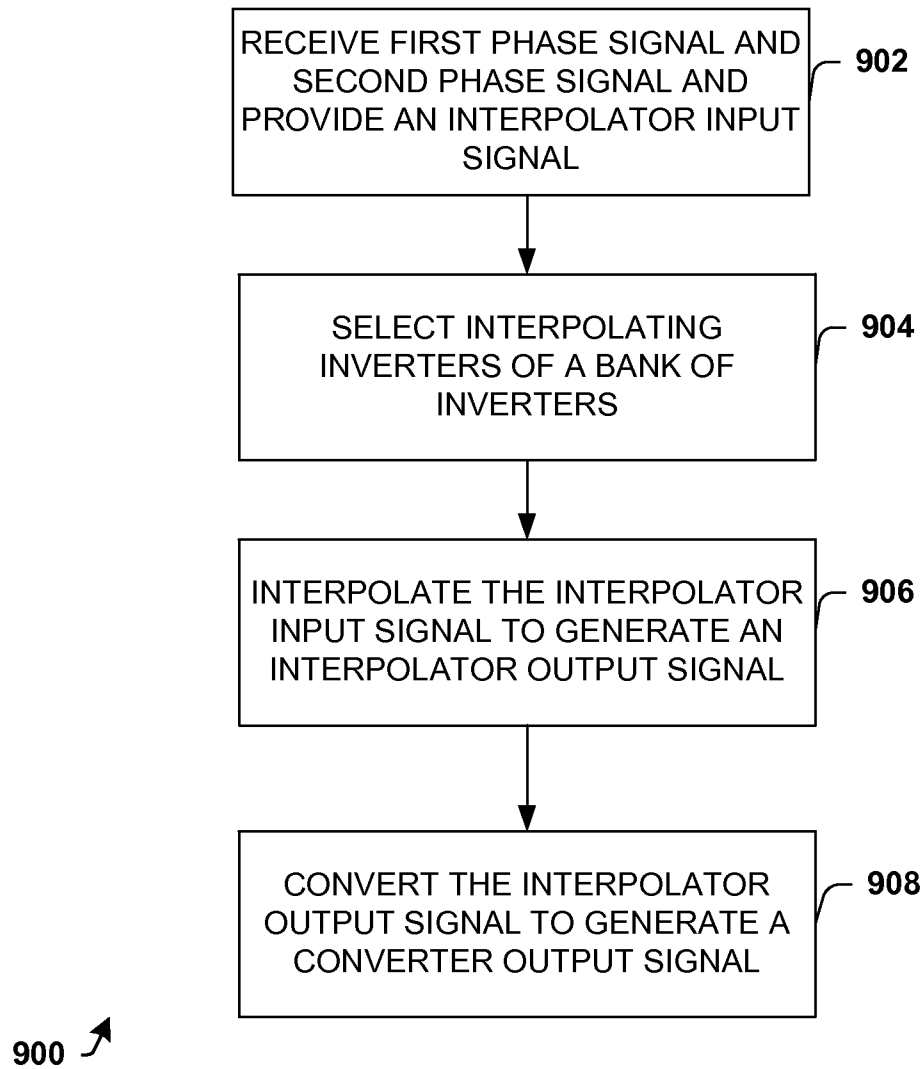 RECEIVE FIRST PHASE SIGNAL AND
SECOND PHASE SIGNAL AND
PROVIDE AN INTERPOLATOR INPUT
SIGNAL
902
SELECT INTERPOLATING
INVERTERS OF A BANK OF
INVERTERS
904
INTERPOLATE THE INTERPOLATOR
INPUT SIGNAL TO GENERATE AN
INTERPOLATOR OUTPUT SIGNAL
906
CONVERT THE INTERPOLATOR
OUTPUT SIGNAL TO GENERATE A
CONVERTER OUTPUT SIGNAL
908
900